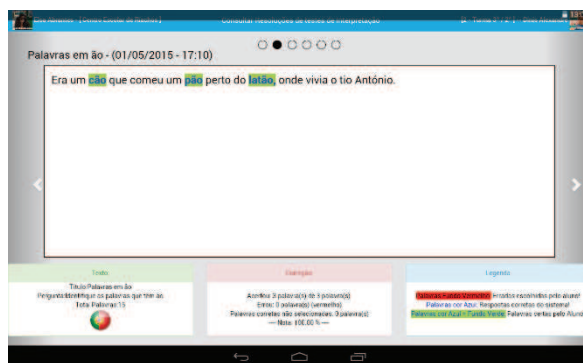 Consultar Resoluções de testes de interpretação
Palavras em ão - (01/05/2015 - 17:10)
Era um cão que comeu um pão perto do latão, onde vivia o tio António.
Texto
Título:Palavras em ão
Pergunta:Identifique as palavras que têm ão
Total Palavras:15
Correção
Acertou: 3 palavra(s) de 3 palavra(s)
Errou: 0 palavra(s) (vermelho)
Palavras corretas não selecionadas: 0 palavra(s)
--- Nota: 100.00 % ---
Legenda
Palavras Fundo Vermelho: Erradas escolhidas pelo aluno!
Palavras cor Azul: Respostas corretas do sistema!
Palavras cor Azul + Fundo Verde: Palavras certas pelo Aluno